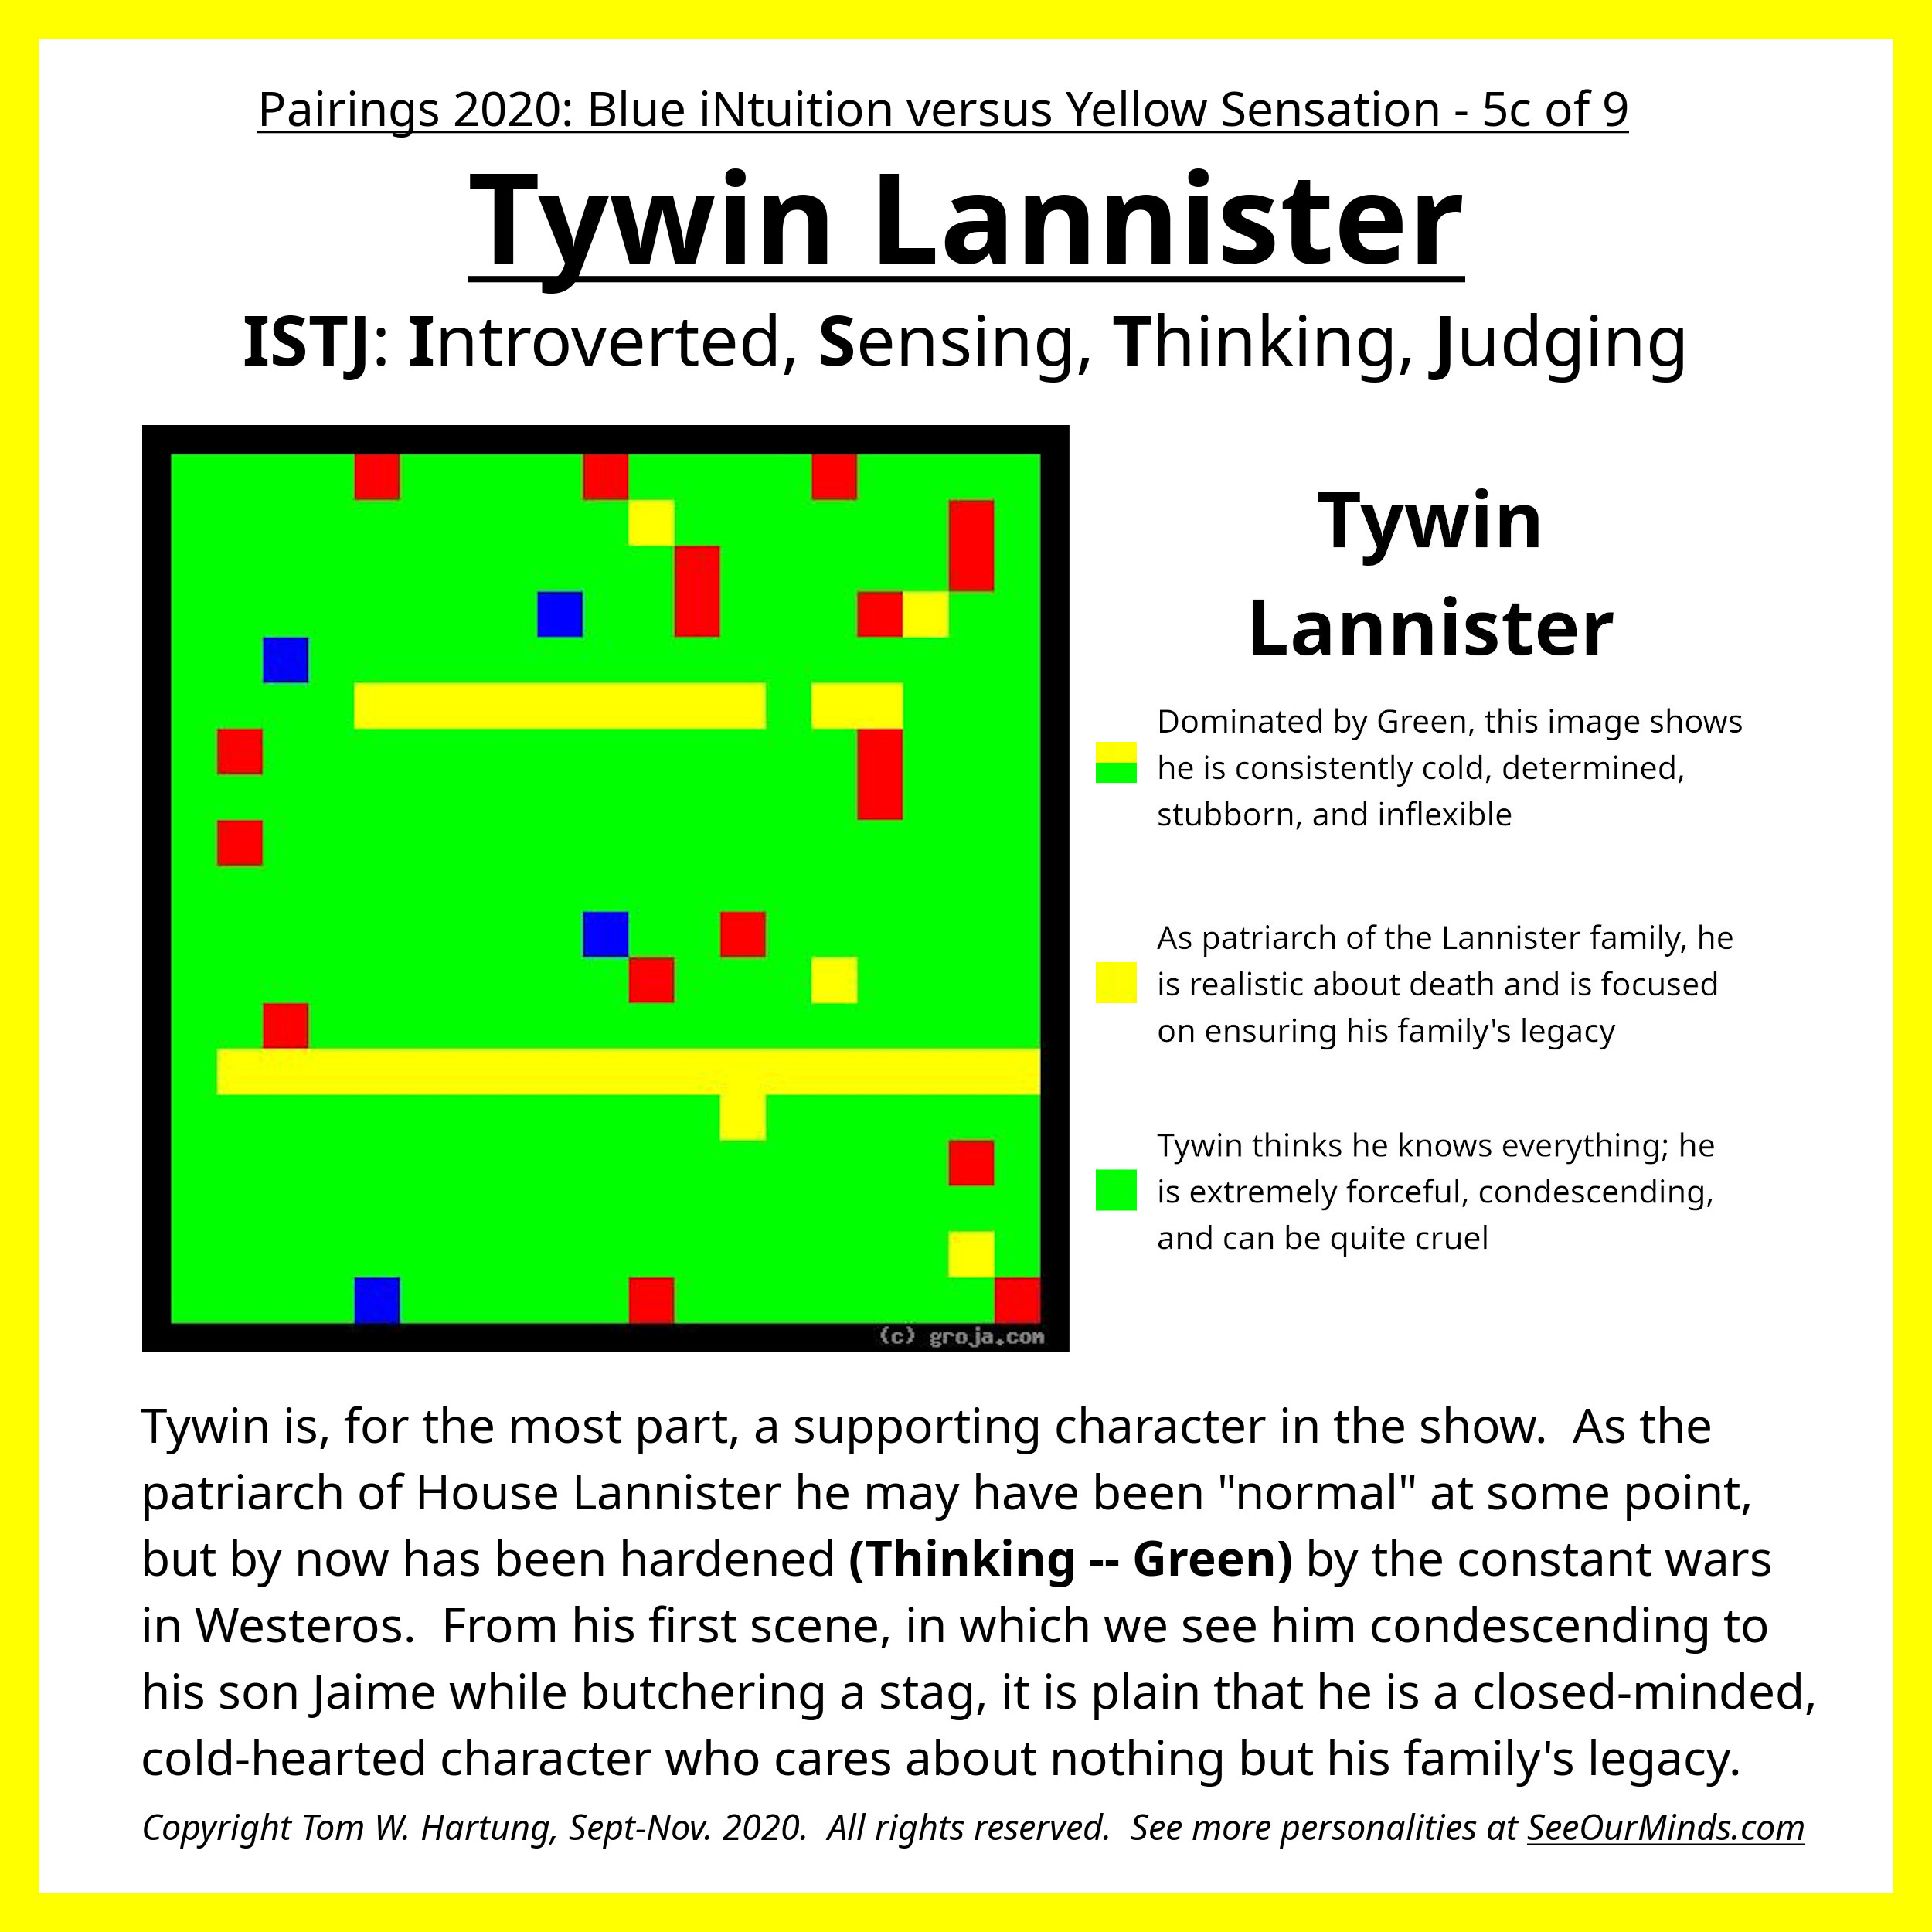 Pairings 2020: Blue iNtuition versus Yellow Sensation - 5c of 9
Tywin Lannister
ISTJ: Introverted, Sensing, Thinking, Judging
Tywin
Lannister
Dominated by Green, this image shows
he is consistently cold, determined,
stubborn, and inflexible
As patriarch of the Lannister family, he
is realistic about death and is focused
on ensuring his family's legacy
Tywin thinks he knows everything; he
is extremely forceful, condescending,
and can be quite cruel
(c) groja.com
Tywin is, for the most part, a supporting character in the show.  As the
patriarch of House Lannister he may have been "normal" at some point,
but by now has been hardened (Thinking -- Green) by the constant wars
in Westeros.  From his first scene, in which we see him condescending to
his son Jaime while butchering a stag, it is plain that he is a closed-minded,
cold-hearted character who cares about nothing but his family's legacy.
Copyright Tom W. Hartung, Sept-Nov. 2020.  All rights reserved.  See more personalities at SeeOurMinds.com